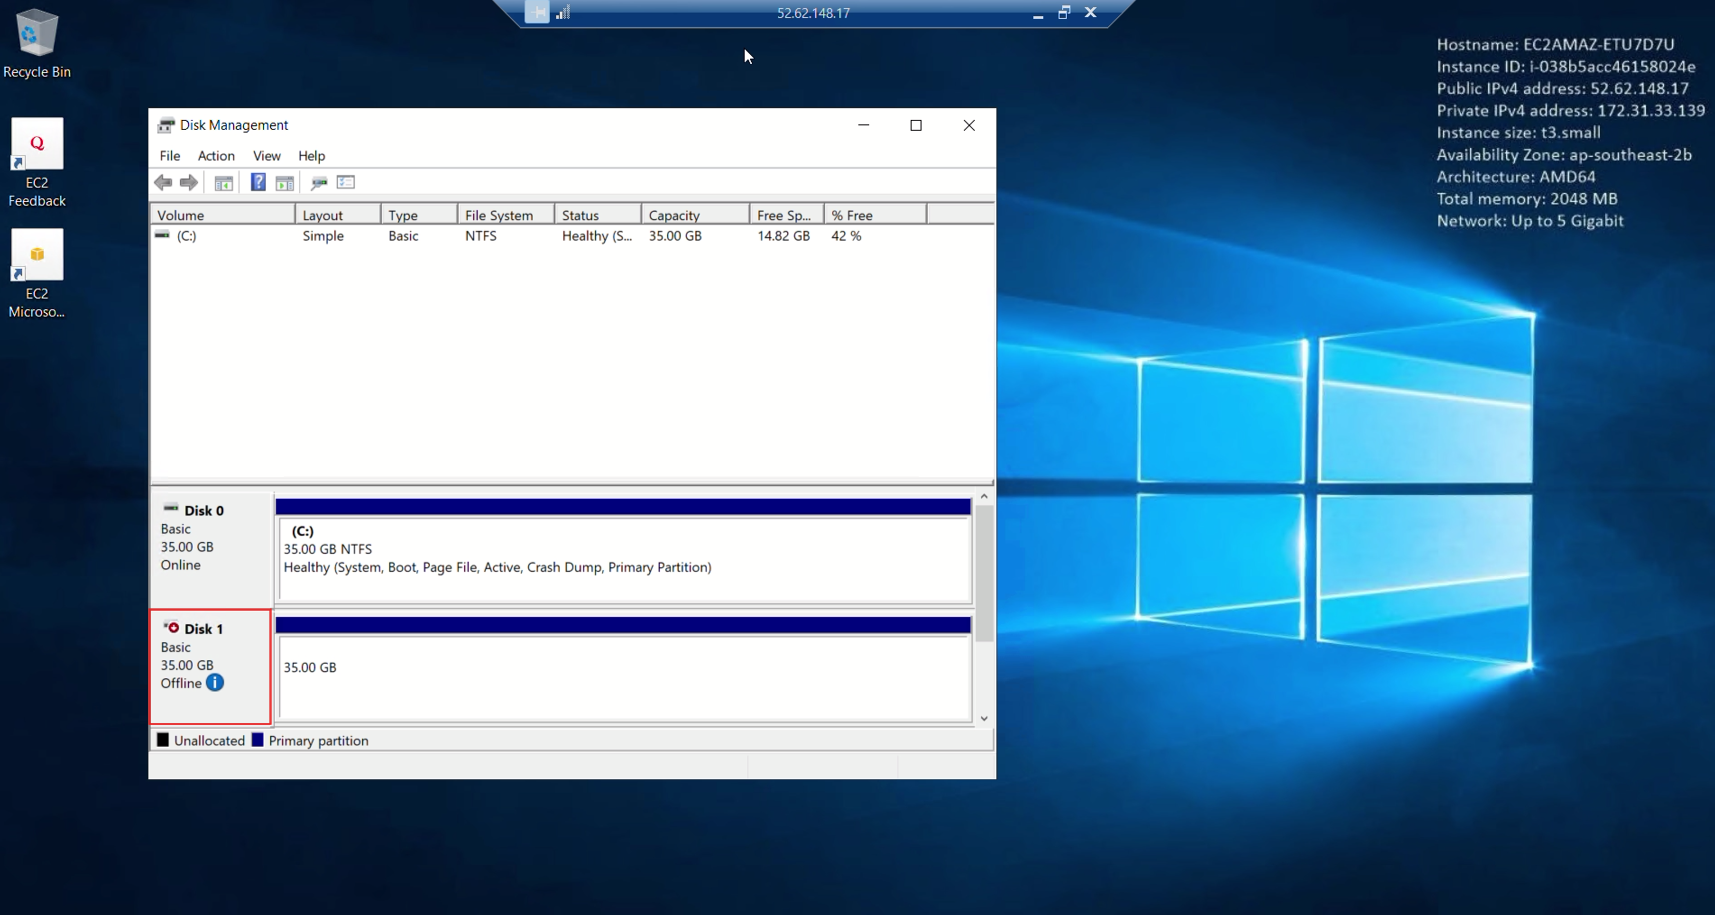 52.62.148.17
Recycle Bin
EC2
Feedback
EC2
Microso...
Hostname: EC2AMAZ-ETU7D7U
Instance ID: i-038b5acc46158024e
Public IPv4 address: 52.62.148.17
Private IPv4 address: 172.31.33.139
Instance size: t3.small
Availability Zone: ap-southeast-2b
Architecture: AMD64
Total memory: 2048 MB
Network: Up to 5 Gigabit
Disk Management
File Action View Help
Volume Layout Type File System Status Capacity Free Sp... % Free
(C:) Simple Basic NTFS Healthy (S... 35.00 GB 14.82 GB 42 %
Disk 0
Basic
35.00 GB
Online
(C:)
35.00 GB NTFS
Healthy (System, Boot, Page File, Active, Crash Dump, Primary Partition)
Disk 1
Basic
35.00 GB
Offline
35.00 GB
Unallocated Primary partition